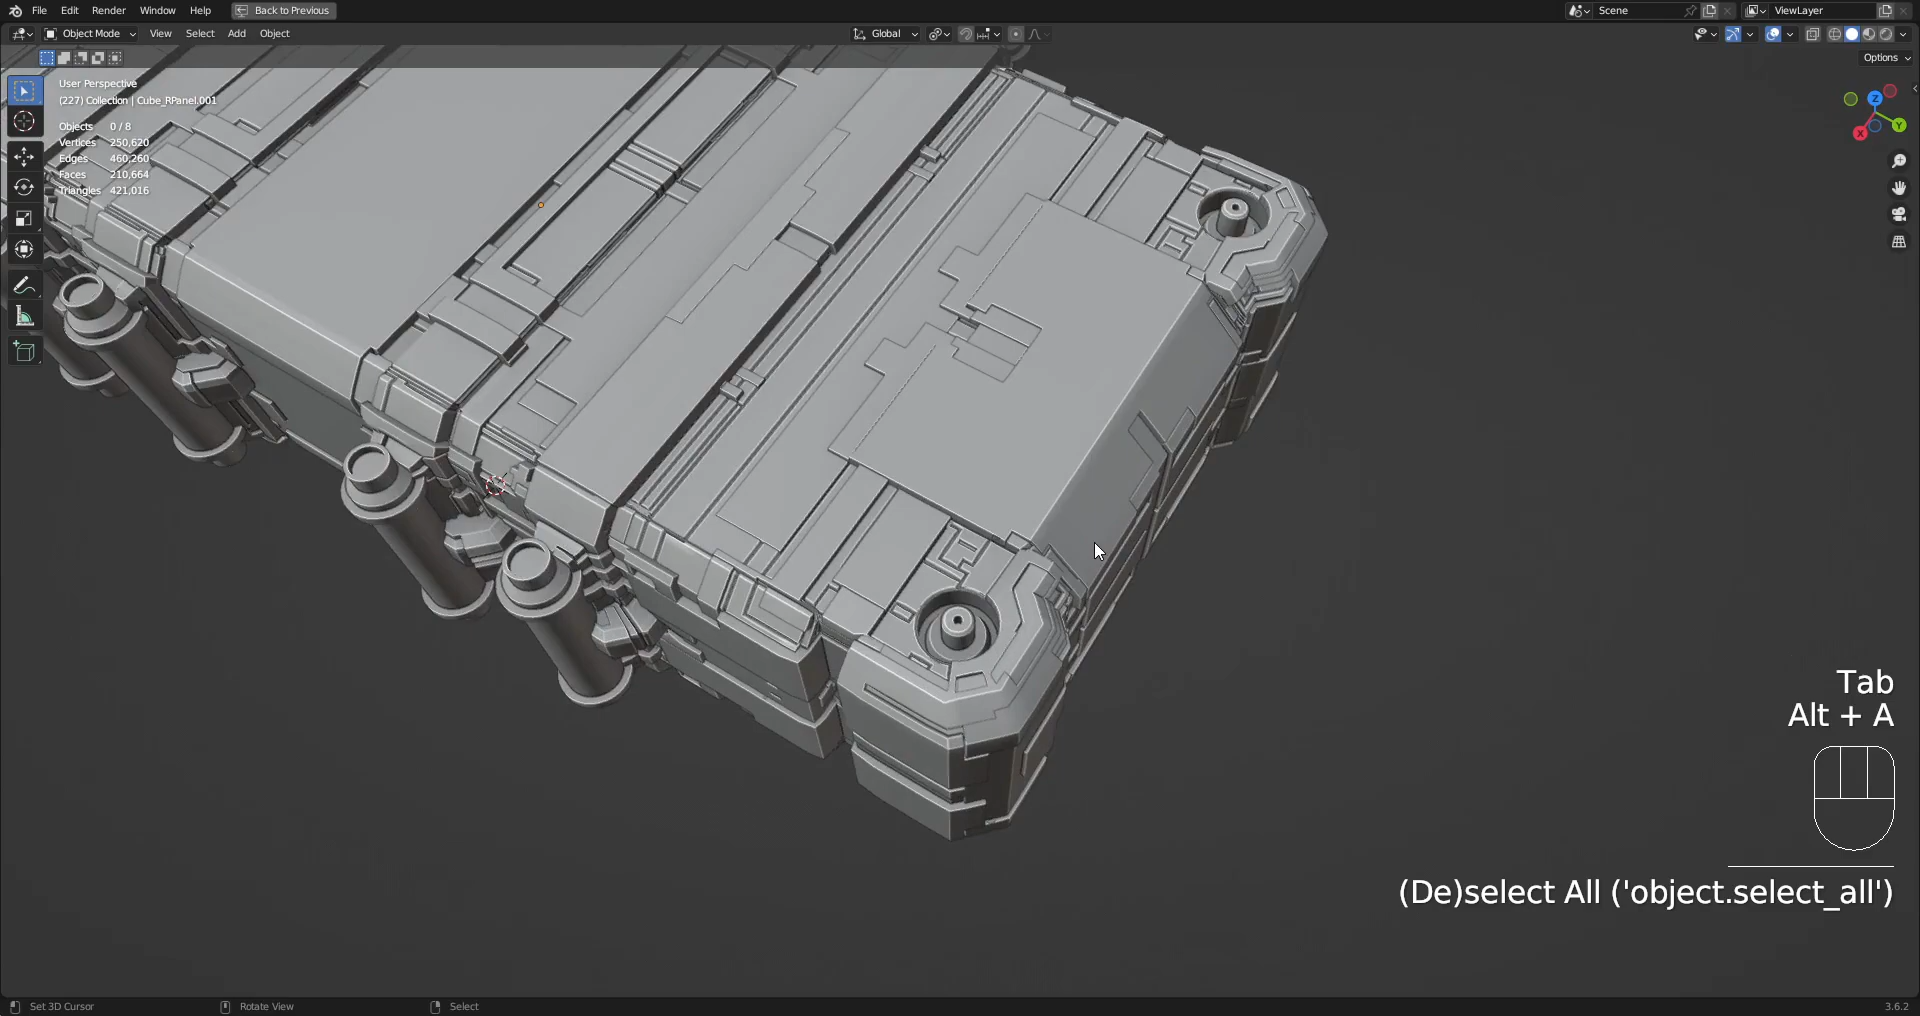 File Edit Render Window Help Back to Previous Scene ViewLayer
Object Mode View Select Add Object Global
Options
User Perspective
(227) Collection | Cube_RPanel.001
Objects 0 / 8
Vertices 250,620
Edges 460,260
Faces 210,664
Triangles 421,016
Z
Y
X
Tab
Alt + A
(De)select All ('object.select_all')
Set 3D Cursor Rotate View Select 3.6.2